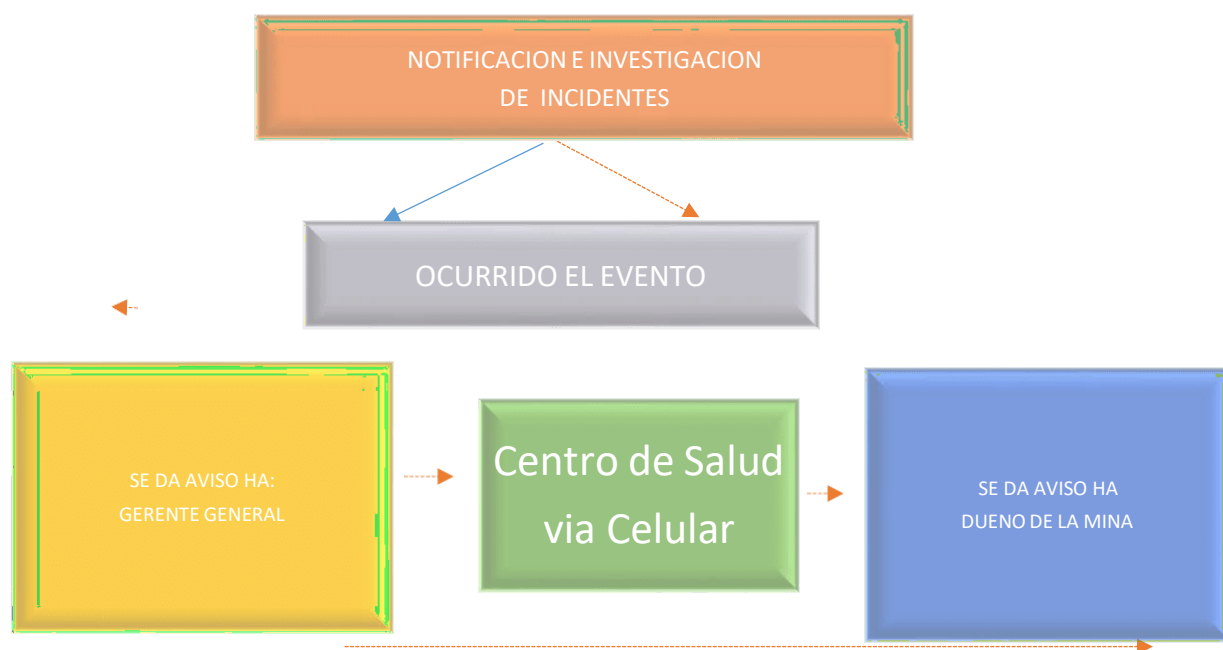 NOTIFICACION E INVESTIGACION
DE INCIDENTES
OCURRIDO EL EVENTO
SE DA AVISO HA:
GERENTE GENERAL
Centro de Salud
via Celular
SE DA AVISO HA
DUENO DE LA MINA